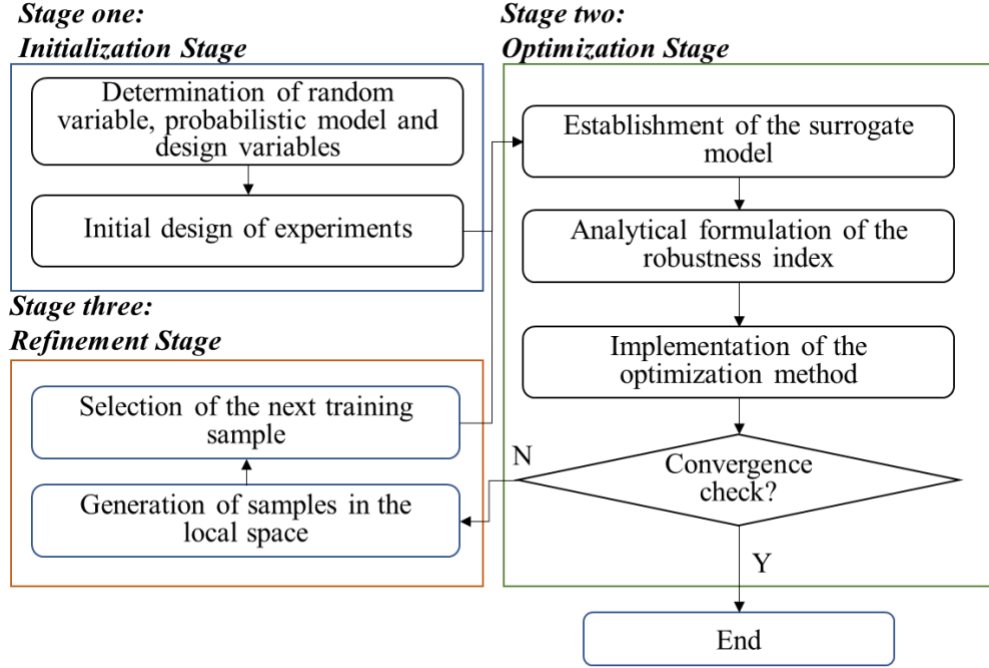 Stage one:
Initialization Stage
Determination of random
variable, probabilistic model and
design variables
Initial design of experiments
Stage two:
Optimization Stage
Establishment of the surrogate
model
Analytical formulation of the
robustness index
Implementation of the
optimization method
Convergence
check?
N
Y
End
Stage three:
Refinement Stage
Selection of the next training
sample
Generation of samples in the
local space